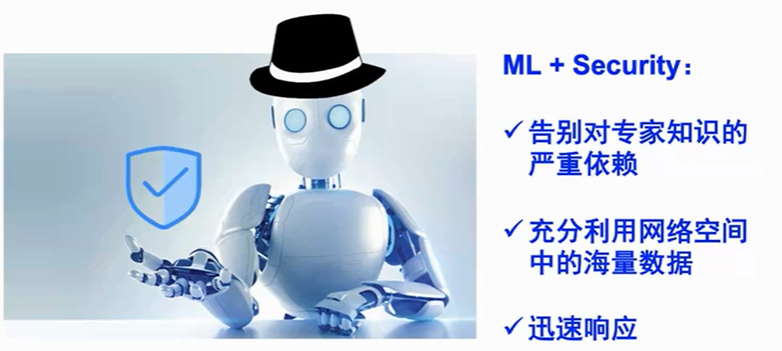 ML + Security：
✓ 告别对专家知识的
严重依赖
✓ 充分利用网络空间
中的海量数据
✓ 迅速响应